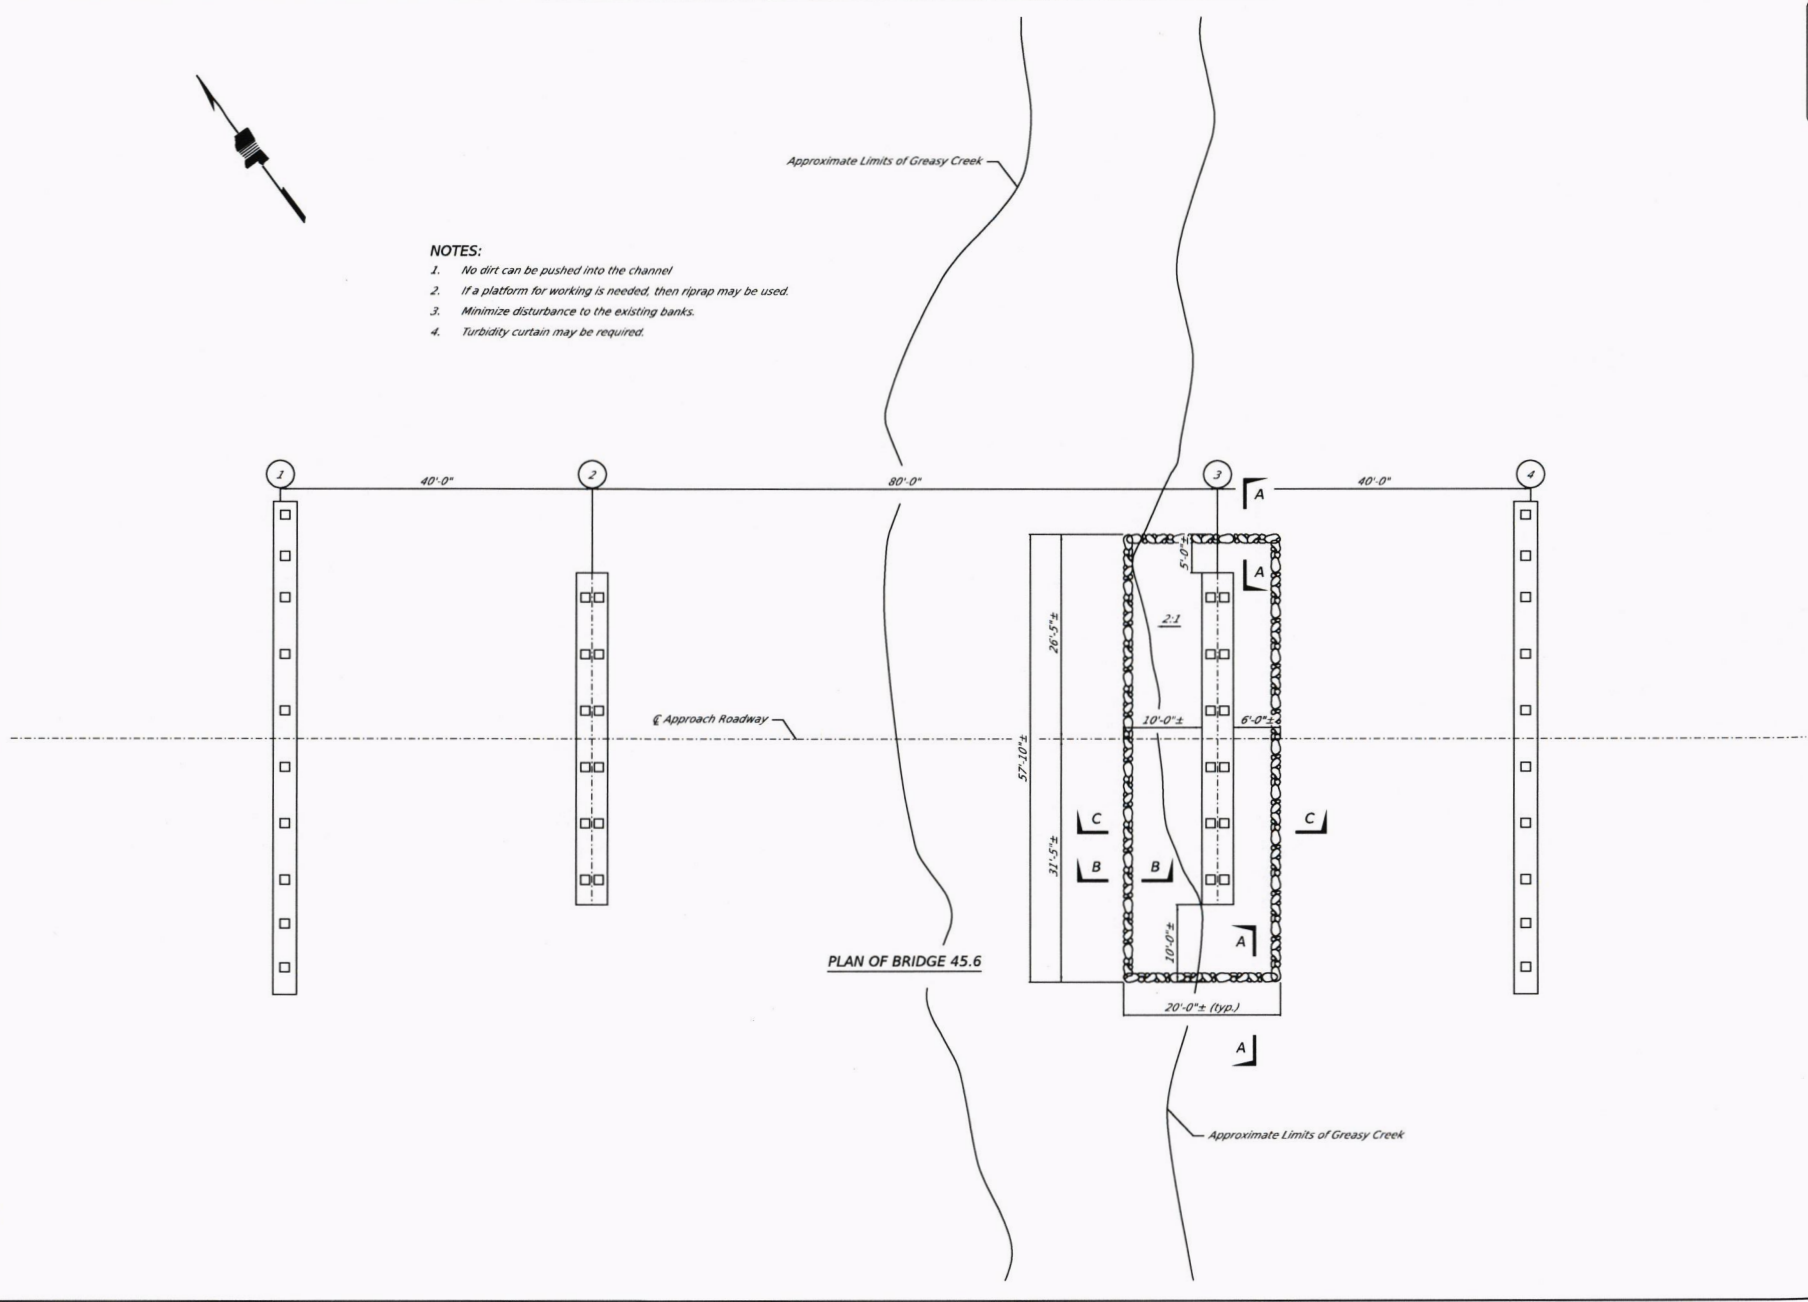 Approximate Limits of Greasy Creek
NOTES:
1. No dirt can be pushed into the channel
2. If a platform for working is needed, then riprap may be used.
3. Minimize disturbance to the existing banks.
4. Turbidity curtain may be required.
1
2
3
4
40'-0"
80'-0"
40'-0"
A
5'-0"±
A
26'-5"±
2:1
℄ Approach Roadway
10'-0"±
6'-0"±
57'-10"±
C
C
31'-5"±
B
B
10'-0"±
A
PLAN OF BRIDGE 45.6
20'-0"± (typ.)
A
Approximate Limits of Greasy Creek